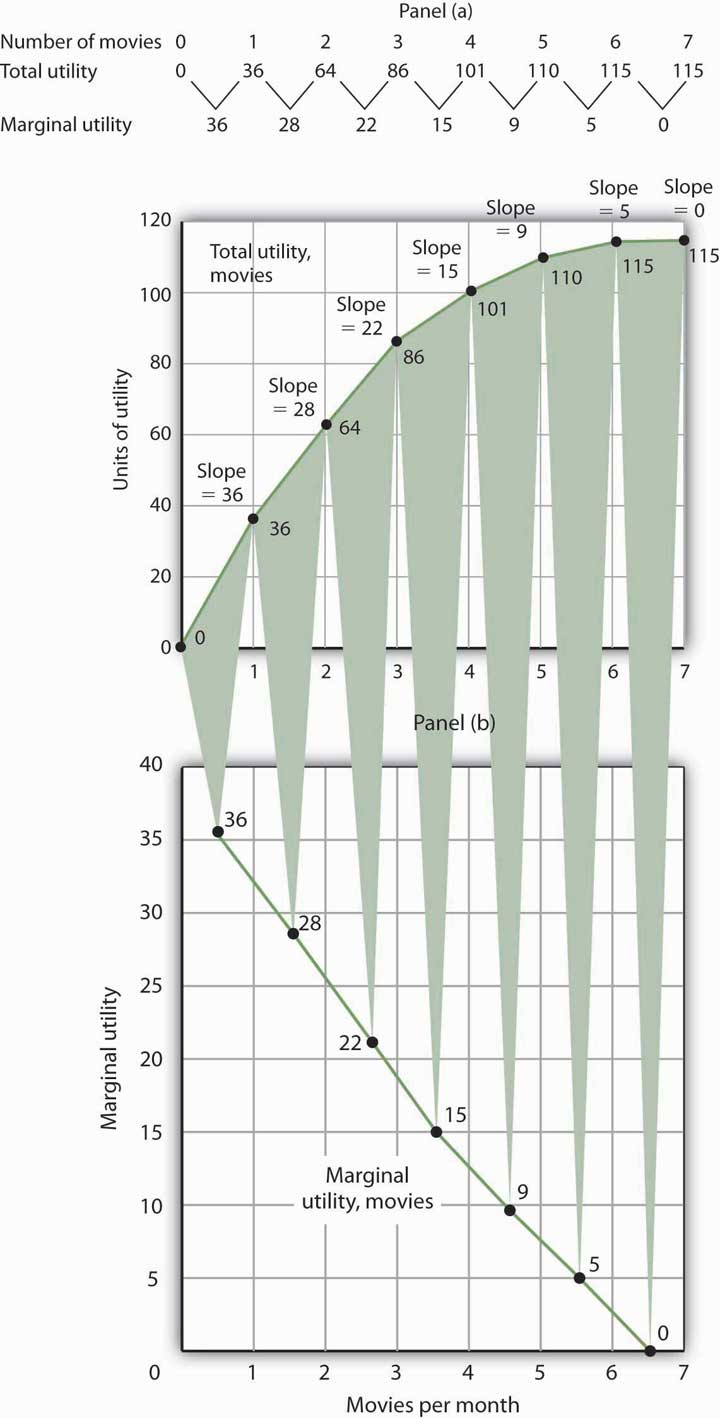 Panel (a)
Number of movies 0 1 2 3 4 5 6 7
Total utility 0 36 64 86 101 110 115 115
Marginal utility 36 28 22 15 9 5 0
Slope = 0
Slope = 5
Slope = 9
Slope = 15
Slope = 22
Slope = 28
Slope = 36
Total utility,
movies
Units of utility
120
100
80
60
40
20
0
0
36
64
86
101
110
115
115
1 2 3 4 5 6 7
Panel (b)
Marginal utility
40
35
30
25
20
15
10
5
36
28
22
15
9
5
0
Marginal
utility, movies
0 1 2 3 4 5 6 7
Movies per month